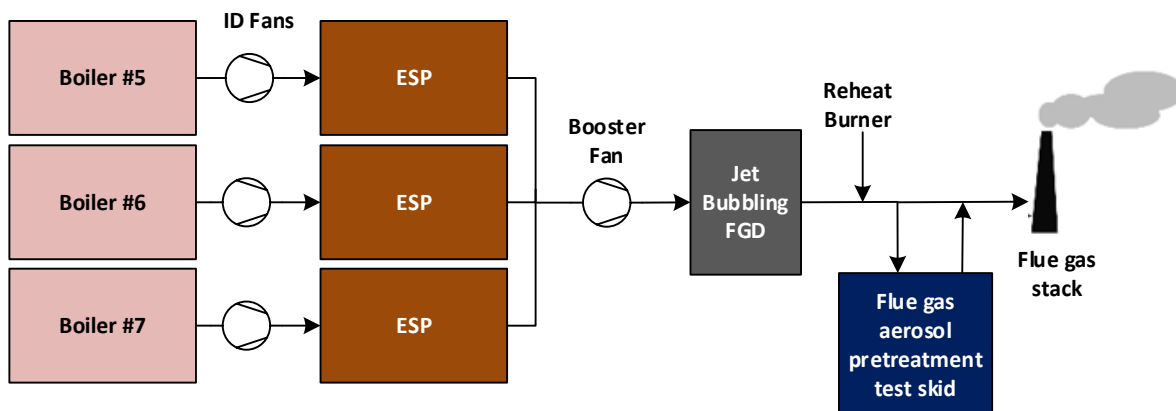 ID Fans
Boiler #5
ESP
Boiler #6
ESP
Boiler #7
ESP
Booster
Fan
Jet
Bubbling
FGD
Reheat
Burner
Flue gas
aerosol
pretreatment
test skid
Flue gas
stack